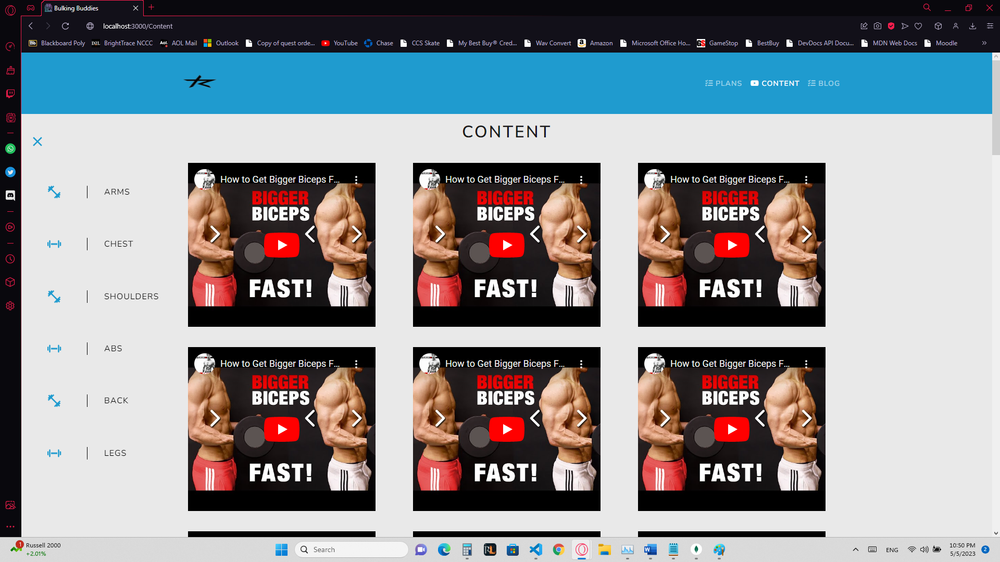 Bulking Buddies
localhost:3000/Content
Bb Blackboard Poly D2L BrightTrace NCCC Aol. AOL Mail Outlook Copy of quest orde... YouTube Chase CCS Skate My Best Buy® Cred... Wav Convert a Amazon Microsoft Office Ho... GS GameStop BestBuy DevDocs API Docu... MDN Web Docs Moodle »
PLANS CONTENT BLOG
CONTENT
ARMS
CHEST
SHOULDERS
ABS
BACK
LEGS
How to Get Bigger Biceps F...
BIGGER
BICEPS
FAST!
How to Get Bigger Biceps F...
BIGGER
BICEPS
FAST!
How to Get Bigger Biceps F...
BIGGER
BICEPS
FAST!
How to Get Bigger Biceps F...
BIGGER
BICEPS
FAST!
How to Get Bigger Biceps F...
BIGGER
BICEPS
FAST!
How to Get Bigger Biceps F...
BIGGER
BICEPS
FAST!
1 Russell 2000
+2.01%
Search
RL
W
ENG
10:50 PM
5/5/2023
2